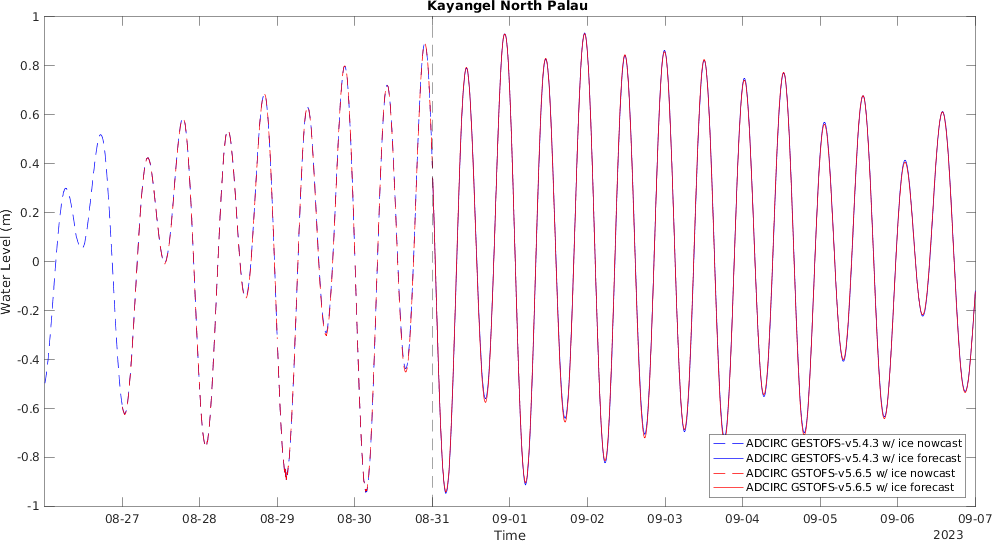 Kayangel North Palau
1
0.8
0.6
0.4
0.2
0
-0.2
-0.4
-0.6
-0.8
-1
Water Level (m)
08-27 08-28 08-29 08-30 08-31 09-01 09-02 09-03 09-04 09-05 09-06 09-07
Time
2023
ADCIRC GESTOFS-v5.4.3 w/ ice nowcast
ADCIRC GESTOFS-v5.4.3 w/ ice forecast
ADCIRC GSTOFS-v5.6.5 w/ ice nowcast
ADCIRC GSTOFS-v5.6.5 w/ ice forecast